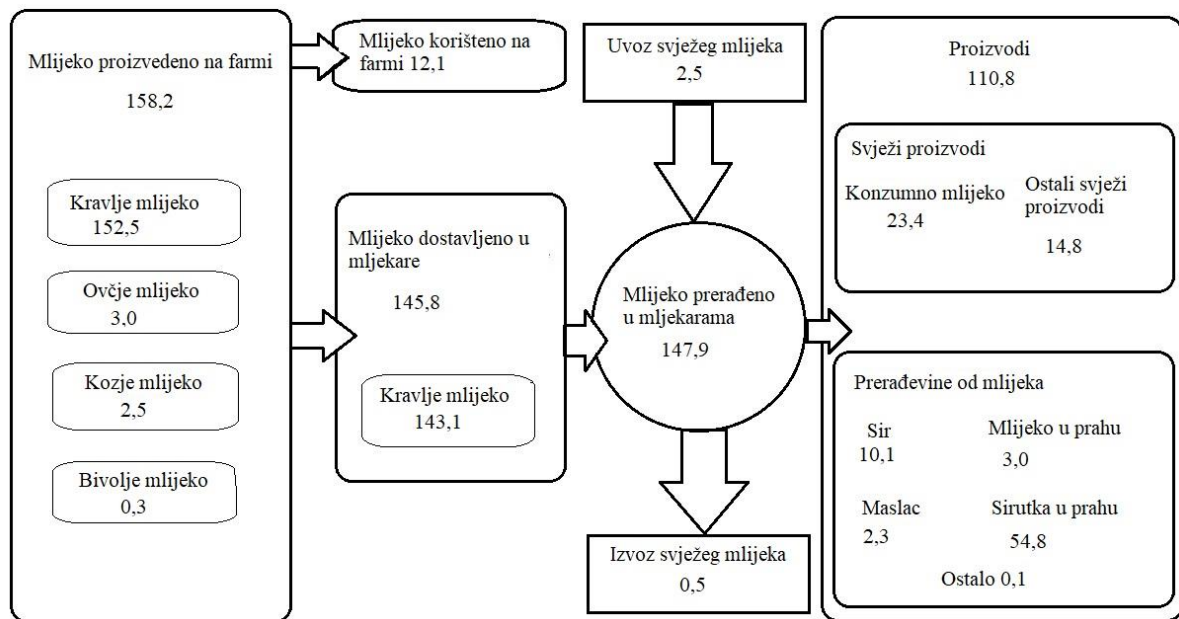 Mlijeko proizvedeno na farmi
158,2
Kravlje mlijeko
152,5
Ovčje mlijeko
3,0
Kozje mlijeko
2,5
Bivolje mlijeko
0,3
Mlijeko korišteno na
farmi 12,1
Mlijeko dostavljeno u
mljekare
145,8
Kravlje mlijeko
143,1
Uvoz svježeg mlijeka
2,5
Mlijeko prerađeno
u mljekarama
147,9
Izvoz svježeg mlijeka
0,5
Proizvodi
110,8
Svježi proizvodi
Konzumno mlijeko
23,4
Ostali svježi
proizvodi
14,8
Prerađevine od mlijeka
Sir
10,1
Mlijeko u prahu
3,0
Maslac
2,3
Sirutka u prahu
54,8
Ostalo 0,1